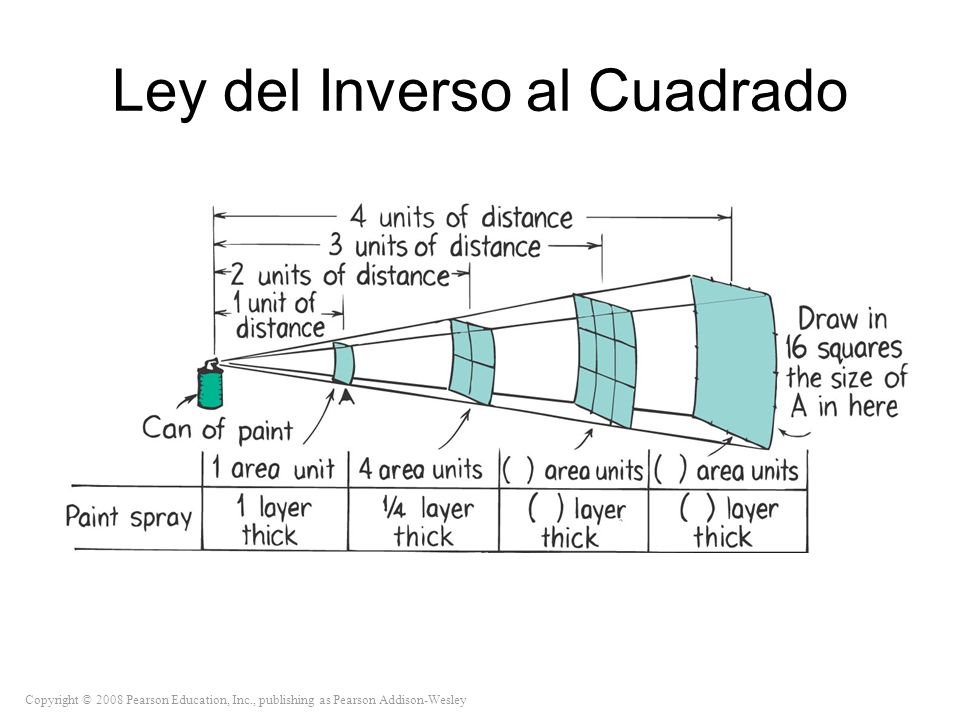 Ley del Inverso al Cuadrado
4 units of distance
3 units of distance
2 units of distance
1 unit of
distance
Draw in
16 squares
the size of
A in here
Can of paint
A
1 area unit
4 area units
( ) area units
( ) area units
Paint spray
1 layer
thick
1/4 layer
thick
( ) layer
thick
( ) layer
thick
Copyright © 2008 Pearson Education, Inc., publishing as Pearson Addison-Wesley